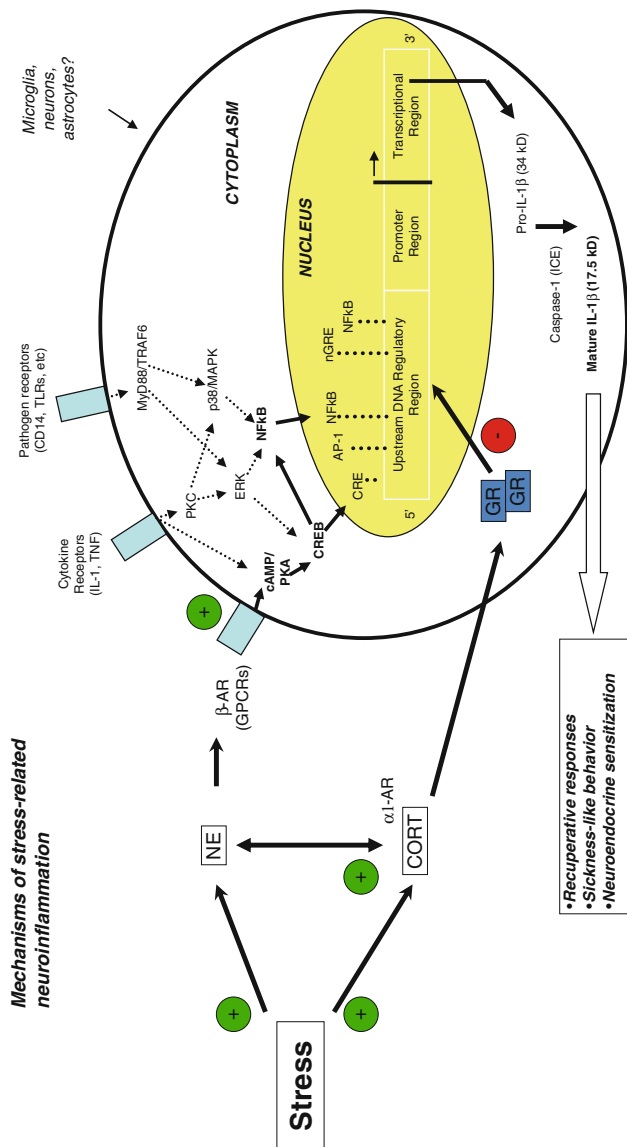 Mechanisms of stress-related
neuroinflammation
Stress
+
+
NE
+
α1-AR
CORT
β-AR
(GPCRs)
+
Cytokine
Receptors
(IL-1, TNF)
Pathogen receptors
(CD14, TLRs, etc)
Microglia,
neurons,
astrocytes?
CYTOPLASM
MyD88/TRAF6
PKC
p38/MAPK
ERK
cAMP/
PKA
NFkB
CREB
NUCLEUS
CRE
AP-1
NFkB
nGRE
NFkB
5'
Upstream DNA Regulatory
Region
Promoter
Region
Transcriptional
Region
3'
GR
GR
-
Pro-IL-1β (34 kD)
Caspase-1 (ICE)
Mature IL-1β (17.5 kD)
•Recuperative responses
•Sickness-like behavior
•Neuroendocrine sensitization